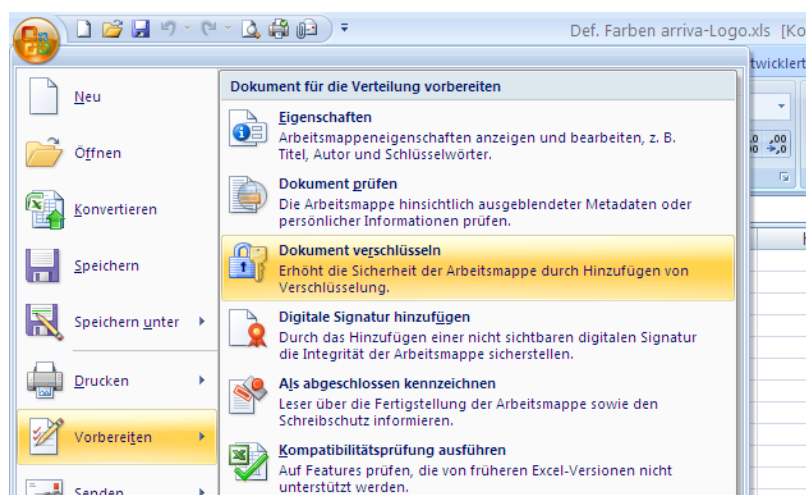 Def. Farben arriva-Logo.xls [Ko
twicklert
Neu
Öffnen
Konvertieren
Speichern
Speichern unter
Drucken
Vorbereiten
Senden
Dokument für die Verteilung vorbereiten
Eigenschaften
Arbeitsmappeneigenschaften anzeigen und bearbeiten, z. B.
Titel, Autor und Schlüsselwörter.
Dokument prüfen
Die Arbeitsmappe hinsichtlich ausgeblendeter Metadaten oder
persönlicher Informationen prüfen.
Dokument verschlüsseln
Erhöht die Sicherheit der Arbeitsmappe durch Hinzufügen von
Verschlüsselung.
Digitale Signatur hinzufügen
Durch das Hinzufügen einer nicht sichtbaren digitalen Signatur
die Integrität der Arbeitsmappe sicherstellen.
Als abgeschlossen kennzeichnen
Leser über die Fertigstellung der Arbeitsmappe sowie den
Schreibschutz informieren.
Kompatibilitätsprüfung ausführen
Auf Features prüfen, die von früheren Excel-Versionen nicht
unterstützt werden.